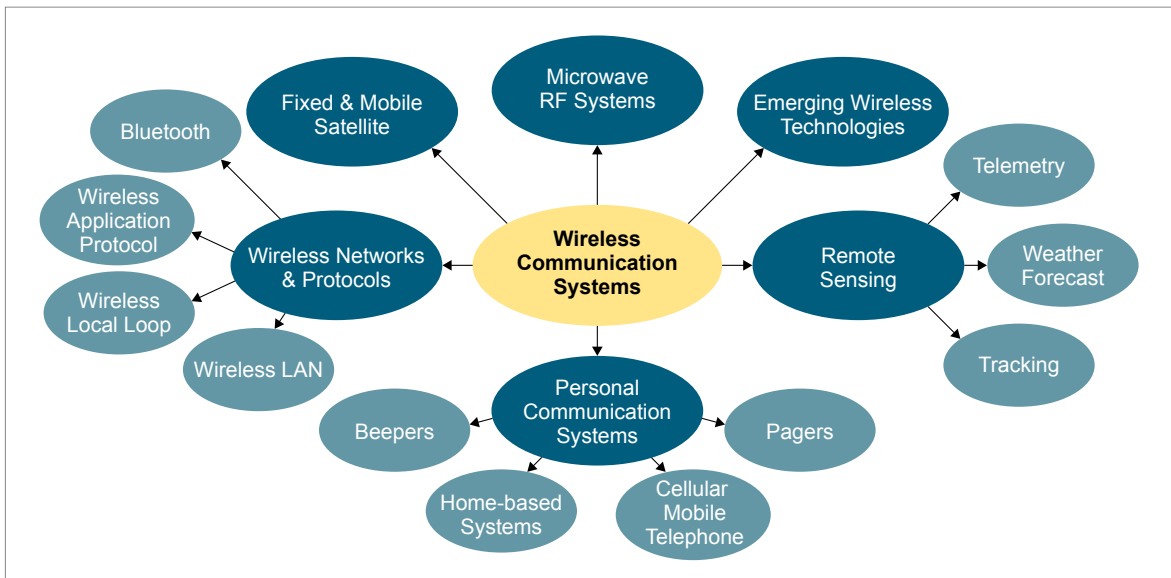 Microwave
RF Systems
Fixed & Mobile
Satellite
Emerging Wireless
Technologies
Bluetooth
Telemetry
Wireless
Application
Protocol
Wireless Networks
& Protocols
Wireless
Communication
Systems
Remote
Sensing
Weather
Forecast
Wireless
Local Loop
Wireless LAN
Tracking
Personal
Communication
Systems
Beepers
Pagers
Home-based
Systems
Cellular
Mobile
Telephone